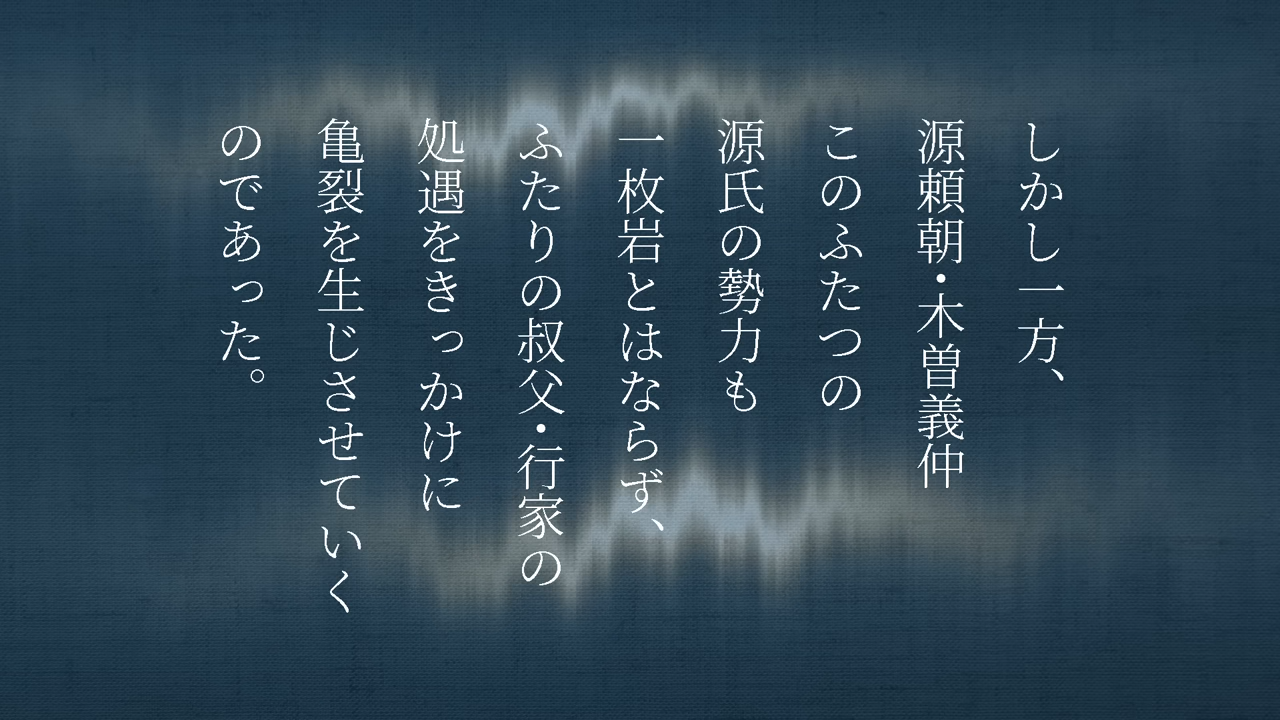 しかし一方、
源頼朝・木曽義仲
このふたつの
源氏の勢力も
一枚岩とはならず、
ふたりの叔父・行家の
処遇をきっかけに
亀裂を生じさせていく
のであった。